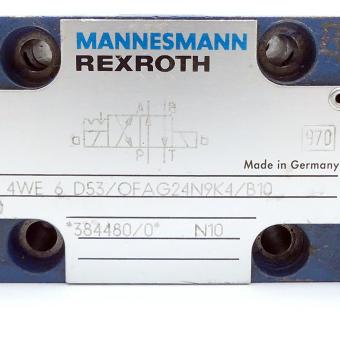 MANNESMANN
REXROTH
A B
a b
P T
970
Made in Germany
4WE 6 D53/OFAG24N9K4/B10
*384480/0* N10